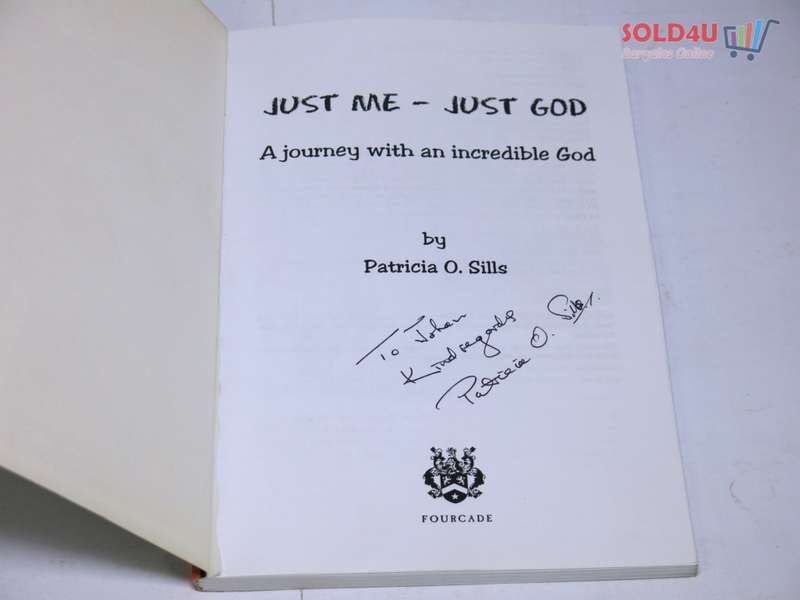 SOLD4U
Bargains Online
JUST ME - JUST GOD
A journey with an incredible God
by
Patricia O. Sills
To Johan
Kind regards
Patricia O. Sills.
FOURCADE